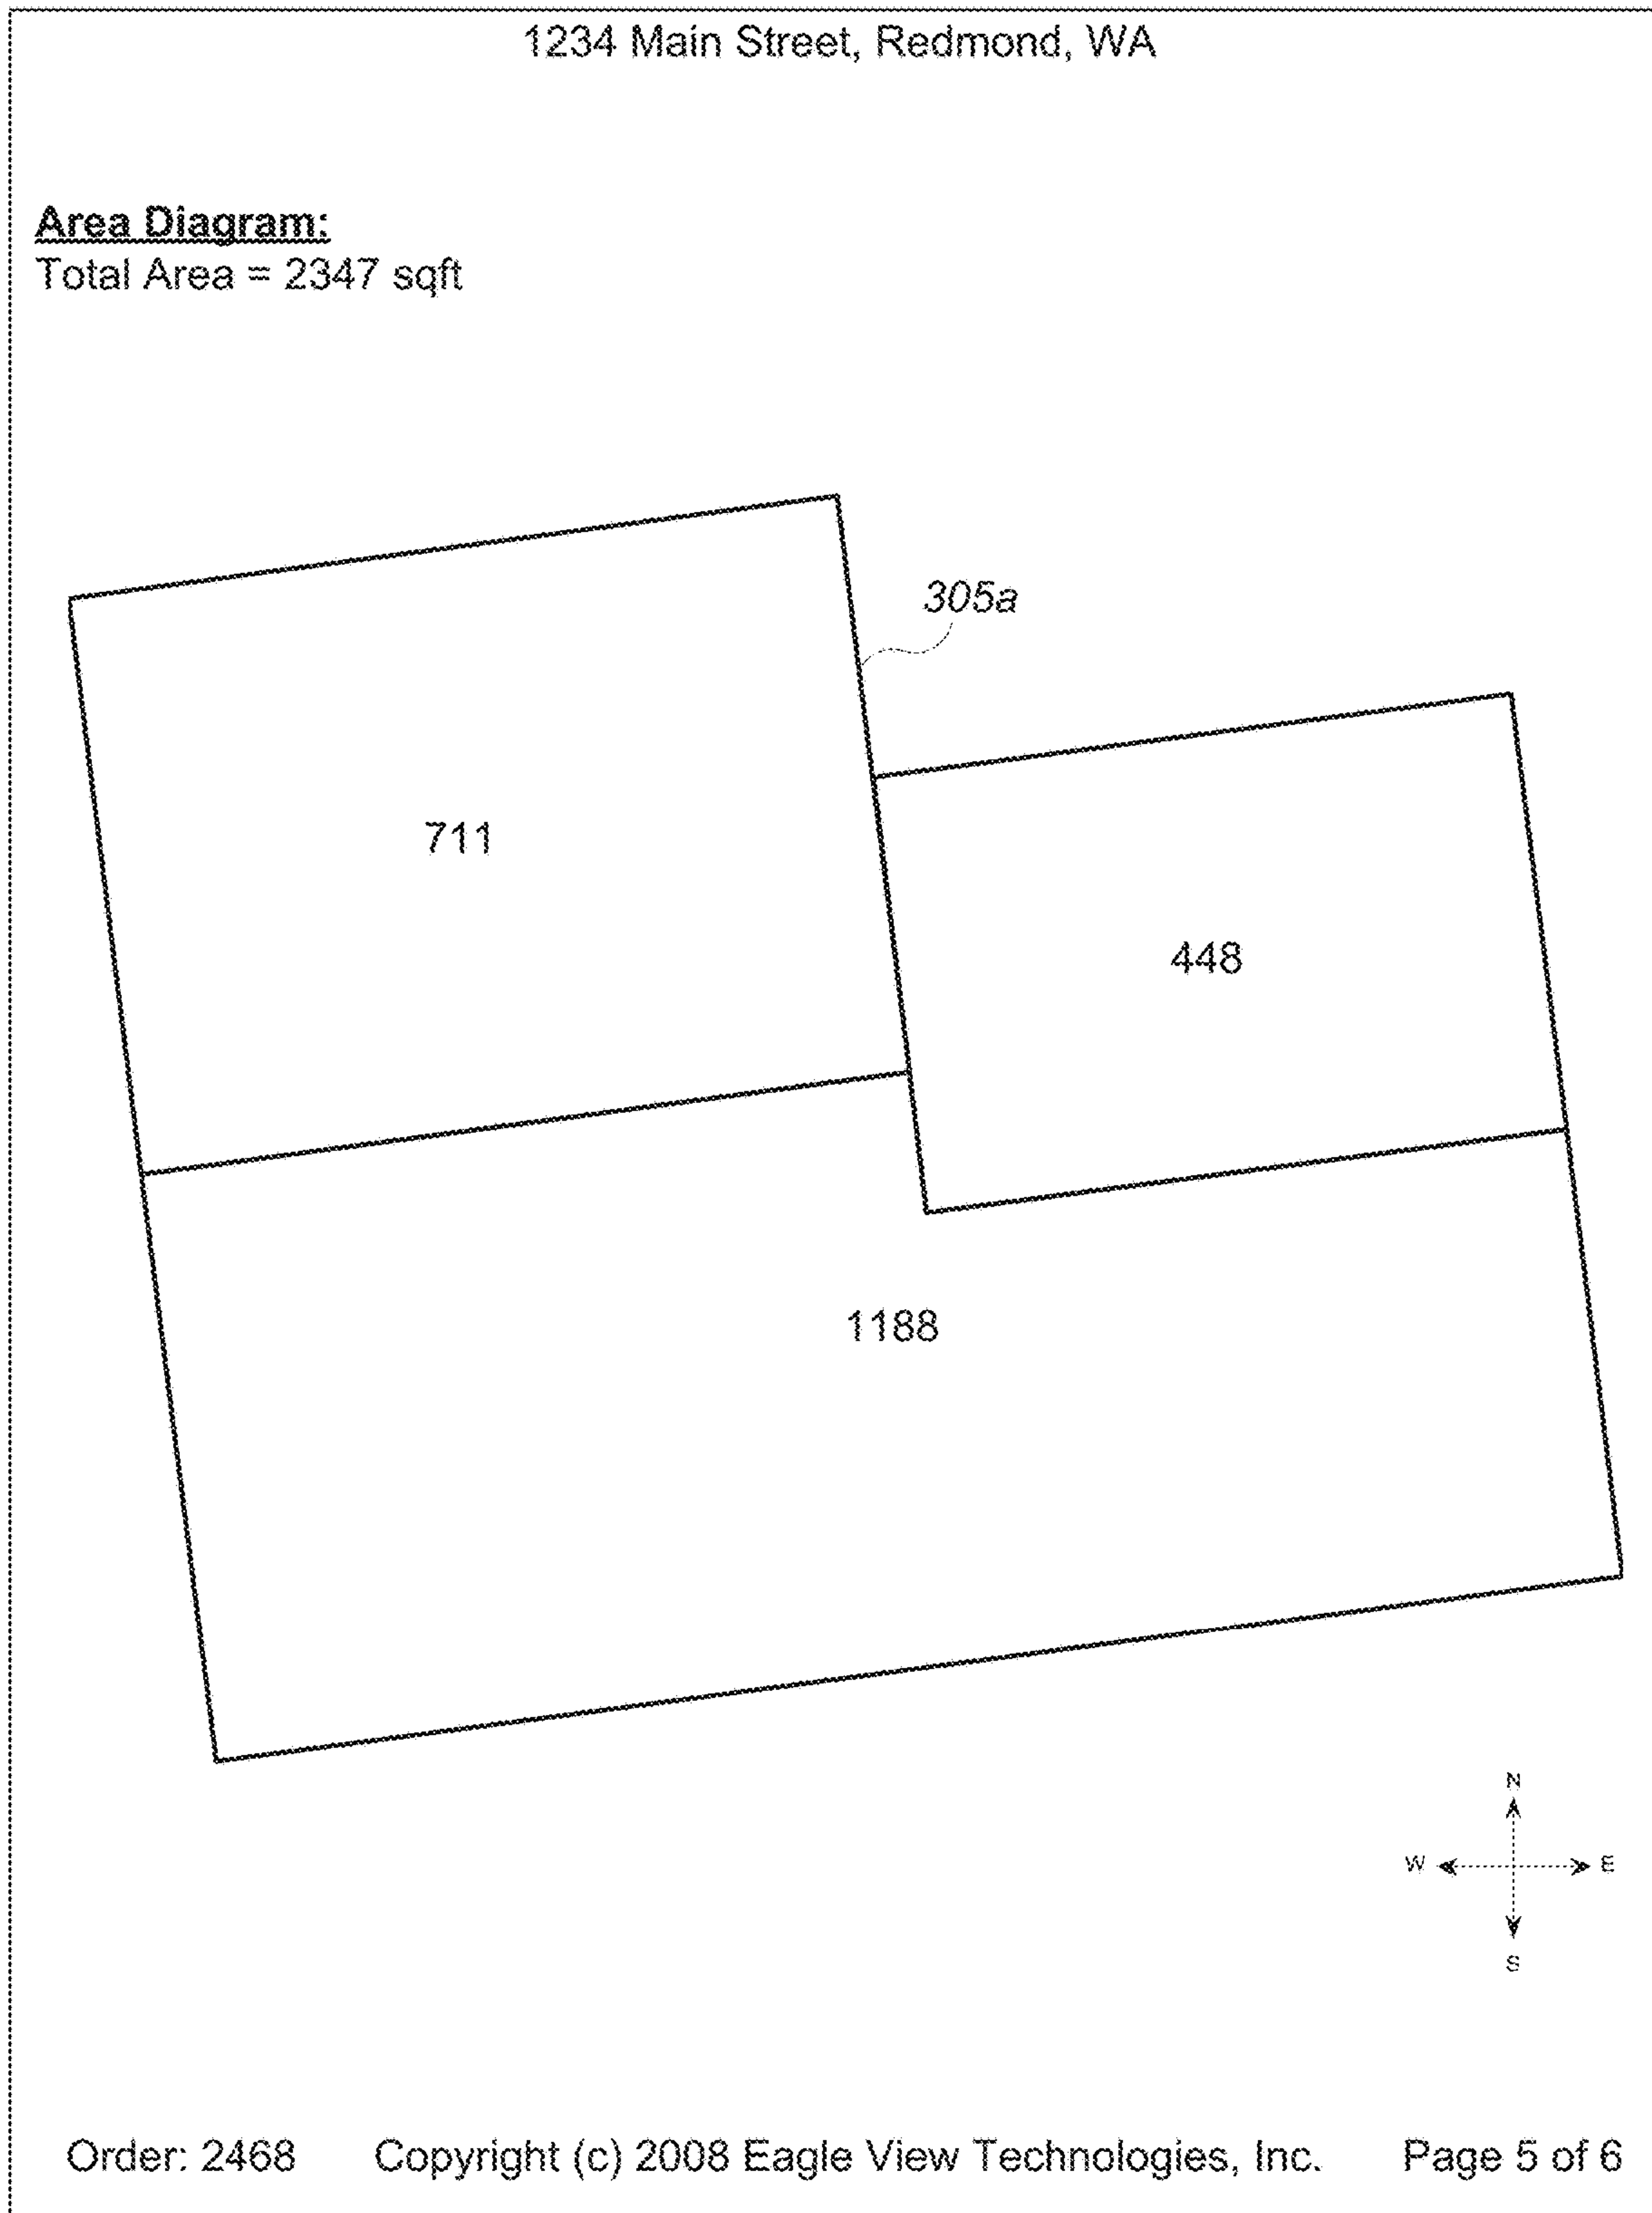 1234 Main Street, Redmond, WA
Area Diagram:
Total Area = 2347 sqft
305a
711
448
1188
N
W E
S
Order: 2468 Copyright (c) 2008 Eagle View Technologies, Inc. Page 5 of 6